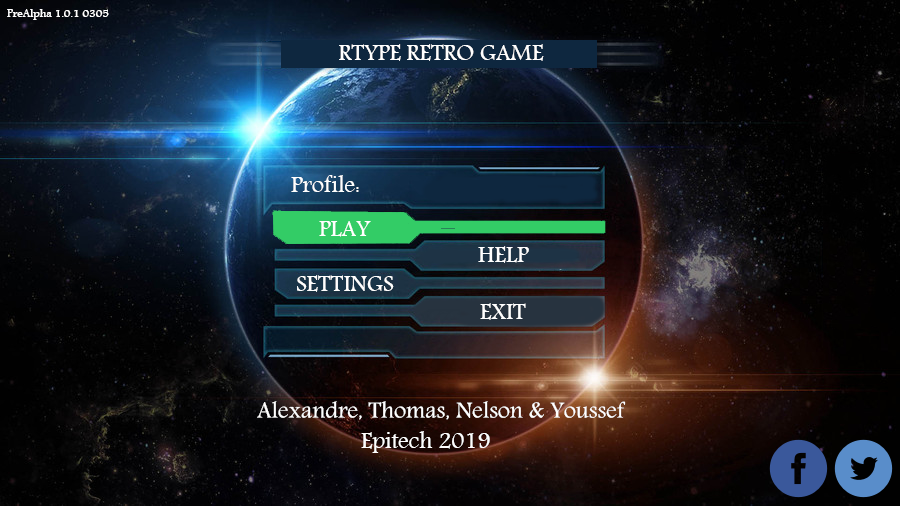 PreAlpha 1.0.1 0305
RTYPE RETRO GAME
Profile:
PLAY
HELP
SETTINGS
EXIT
Alexandre, Thomas, Nelson & Youssef
Epitech 2019